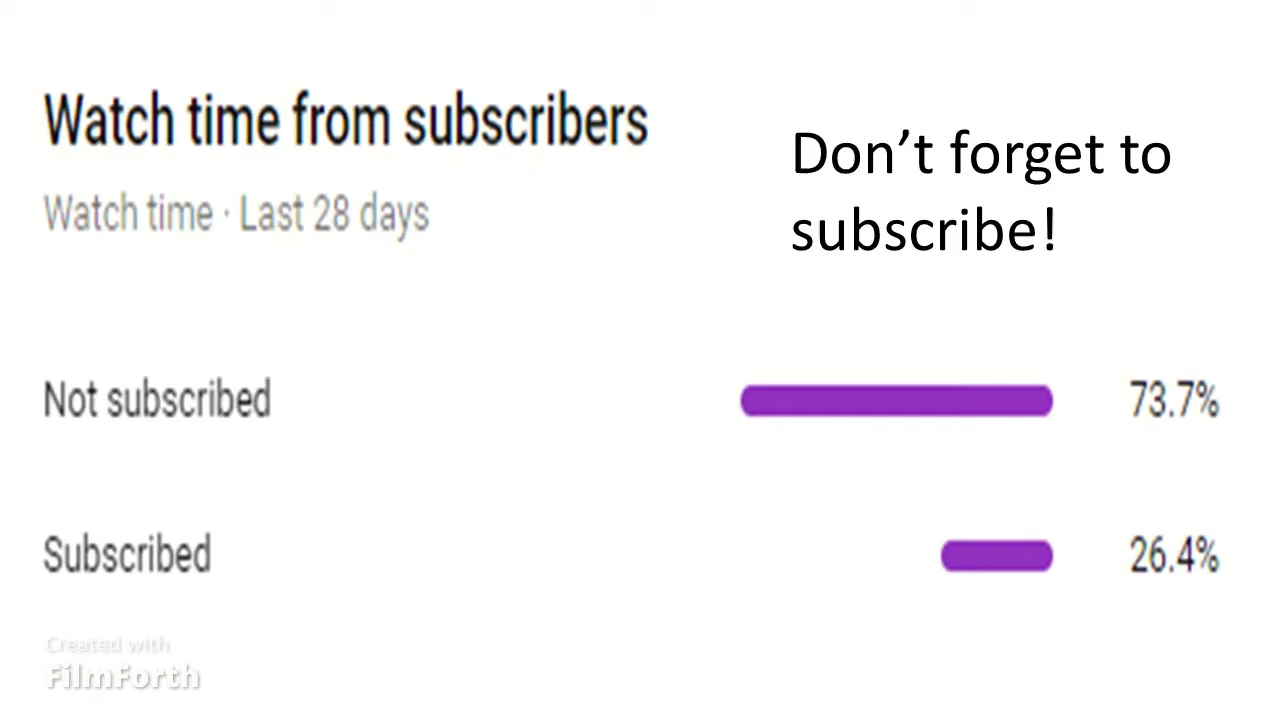 Watch time from subscribers
Watch time · Last 28 days
Don’t forget to
subscribe!
Not subscribed 73.7%
Subscribed 26.4%
Created with
FilmForth